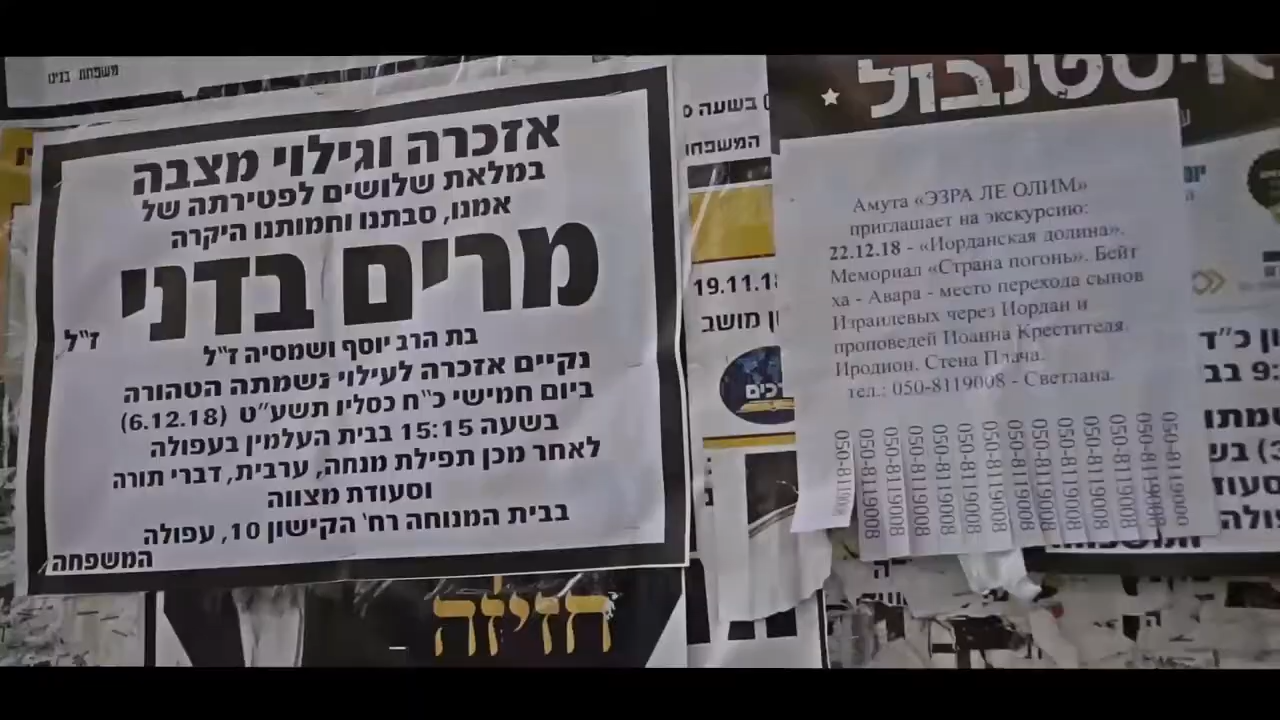 משפחת בנינו
אזכרה וגילוי מצבה
במלאת שלושים לפטירתה של
אמנו, סבתנו וחמותנו היקרה
מרים בדני
ז"ל
בת הרב יוסף ושמסיה ז"ל
נקיים אזכרה לעילוי נשמתה הטהורה
ביום חמישי כ"ח כסליו תשע"ט (6.12.18)
בשעה 15:15 בבית העלמין בעפולה
לאחר מכן תפילת מנחה, ערבית, דברי תורה
וסעודת מצווה
בבית המנוחה רח' הקישון 10, עפולה
המשפחה
חזיזה
בשעה
המשפחה
19.11.18
מושב
איסטנבול
Амута «ЭЗРА ЛЕ ОЛИМ»
приглашает на экскурсию:
22.12.18 - «Иорданская долина».
Мемориал «Страна погонь». Бейт
ха - Авара - место перехода сынов
Израилевых через Иордан и
проповедей Иоанна Крестителя.
Иродион. Стена Плача.
тел.: 050-8119008 - Светлана.
050-8119008
050-8119008
050-8119008
050-8119008
050-8119008
050-8119008
050-8119008
050-8119008
050-8119008
050-8119008
050-8119008
050-8119008
050-8119008
050-8119008
כ"ד